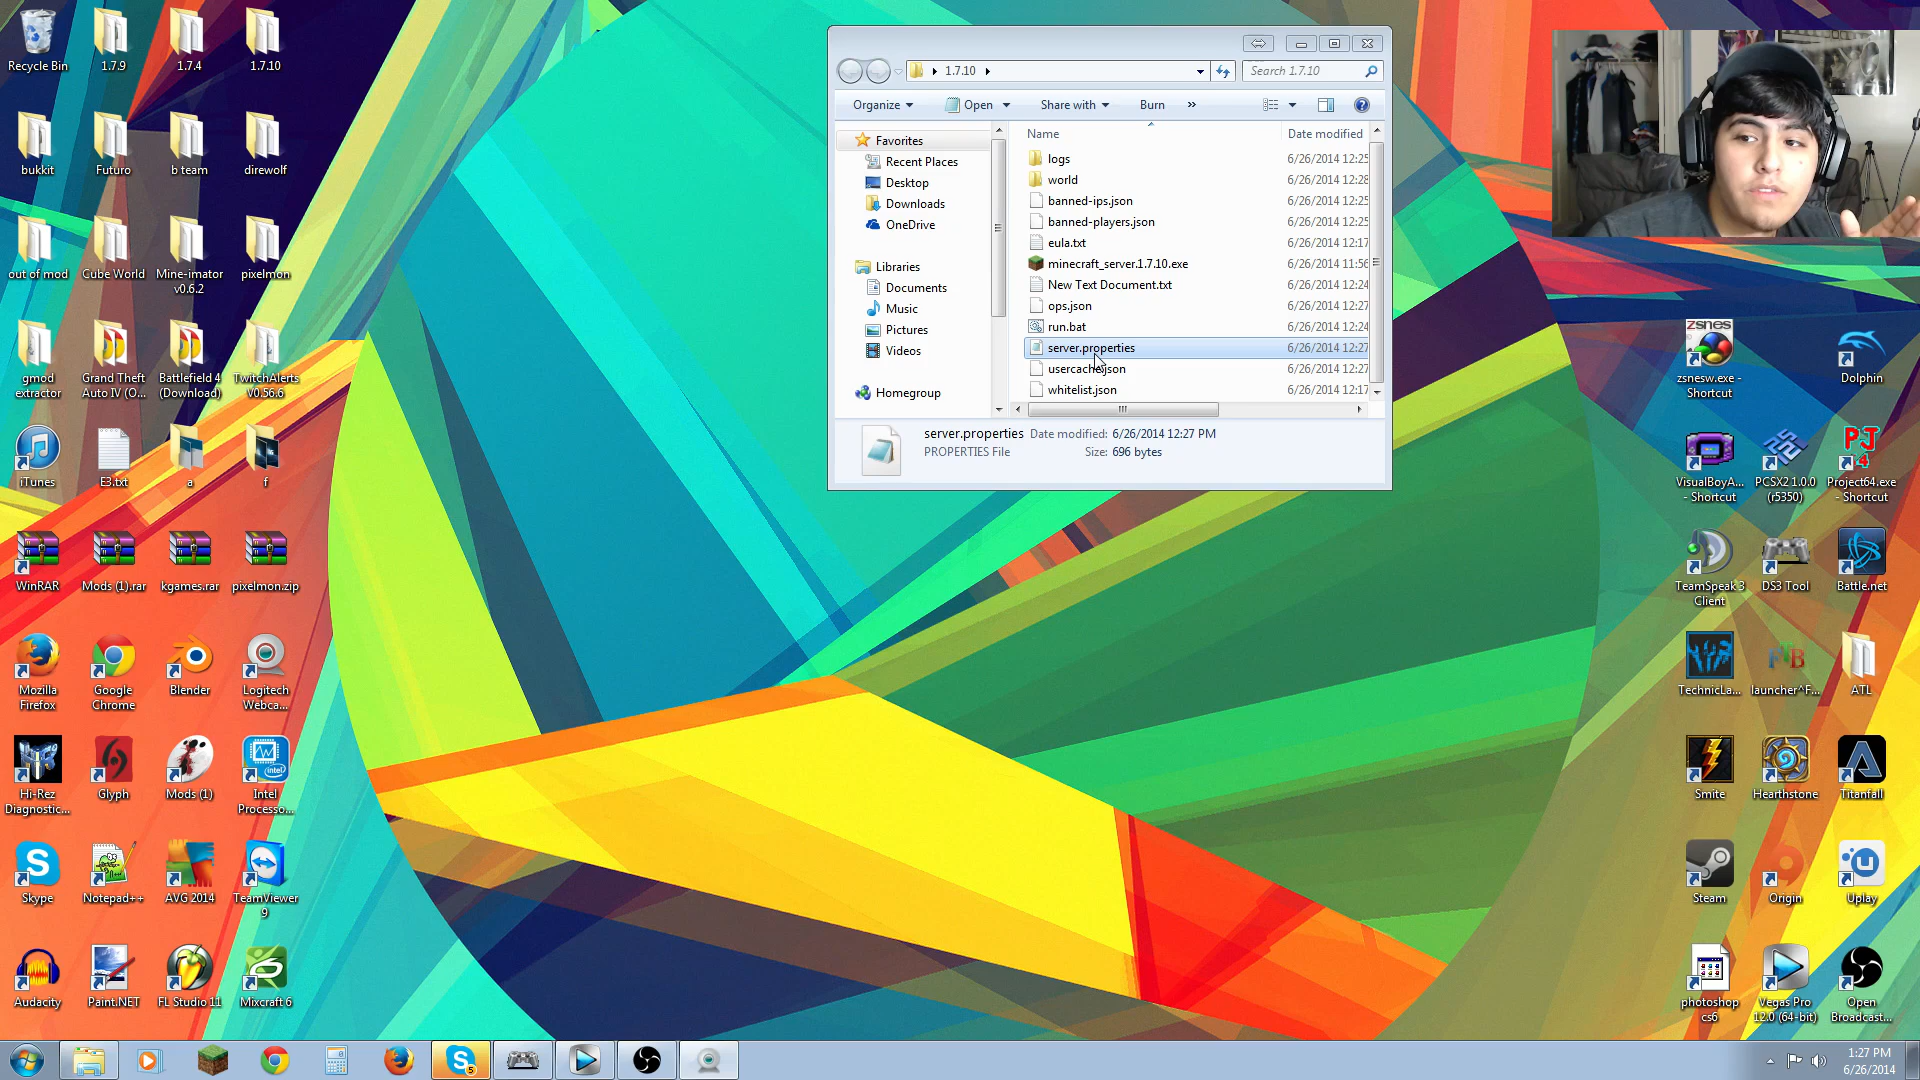 Recycle Bin
1.7.9
1.7.4
1.7.10
bukkit
Futuro
b team
direwolf
out of mod
Cube World
Mine-imator
v0.6.2
pixelmon
gmod
extractor
Grand Theft
Auto IV (O...
Battlefield 4
(Download)
TwitchAlerts
V0.56.6
iTunes
E3.txt
a
f
WinRAR
Mods (1).rar
kgames.rar
pixelmon.zip
Mozilla
Firefox
Google
Chrome
Blender
Logitech
Webca...
Hi-Rez
Diagnostic...
Glyph
Mods (1)
Intel
Processo...
Skype
Notepad++
AVG 2014
TeamViewer
9
Audacity
Paint.NET
FL Studio 11
Mixcraft 6
1.7.10
Search 1.7.10
Organize
Open
Share with
Burn
»
Favorites
Recent Places
Desktop
Downloads
OneDrive
Libraries
Documents
Music
Pictures
Videos
Homegroup
Name Date modified
logs 6/26/2014 12:25
world 6/26/2014 12:28
banned-ips.json 6/26/2014 12:25
banned-players.json 6/26/2014 12:25
eula.txt 6/26/2014 12:17
minecraft_server.1.7.10.exe 6/26/2014 11:56
New Text Document.txt 6/26/2014 12:24
ops.json 6/26/2014 12:27
run.bat 6/26/2014 12:24
server.properties 6/26/2014 12:27
usercache.json 6/26/2014 12:27
whitelist.json 6/26/2014 12:17
server.properties Date modified: 6/26/2014 12:27 PM
PROPERTIES File Size: 696 bytes
zsnes
zsnesw.exe -
Shortcut
Dolphin
VisualBoyA...
- Shortcut
PCSX2 1.0.0
(r5350)
PJ
4
Project64.exe
- Shortcut
TeamSpeak 3
Client
DS3 Tool
Battle.net
TechnicLa...
launcher^F...
ATL
Smite
Hearthstone
Titanfall
Steam
Origin
Uplay
photoshop
cs6
Vegas Pro
12.0 (64-bit)
Open
Broadcast...
5
1:27 PM
6/26/2014